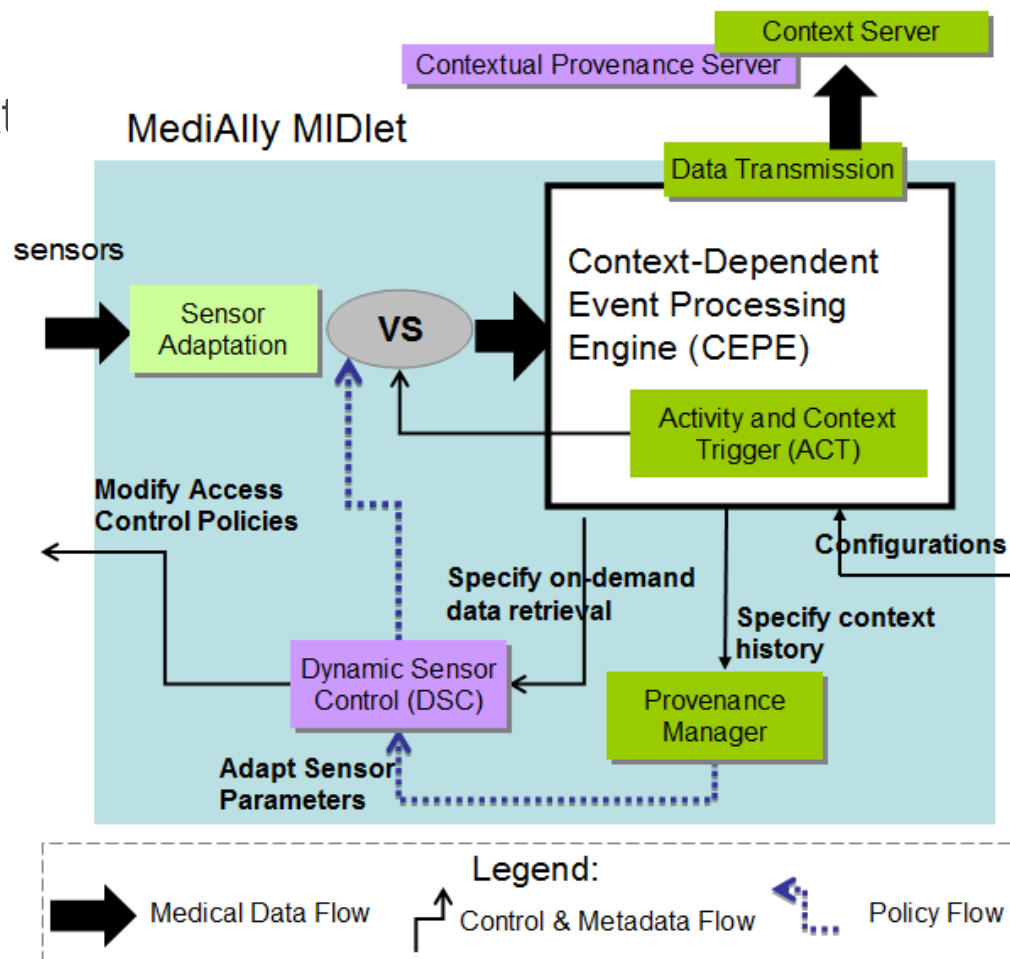 Context Server
Contextual Provenance Server
MediAlly MIDlet
Data Transmission
sensors
Sensor
Adaptation
VS
Context-Dependent
Event Processing
Engine (CEPE)
Activity and Context
Trigger (ACT)
Modify Access
Control Policies
Configurations
Specify on-demand
data retrieval
Specify context
history
Dynamic Sensor
Control (DSC)
Provenance
Manager
Adapt Sensor
Parameters
Legend:
Medical Data Flow
Control & Metadata Flow
Policy Flow